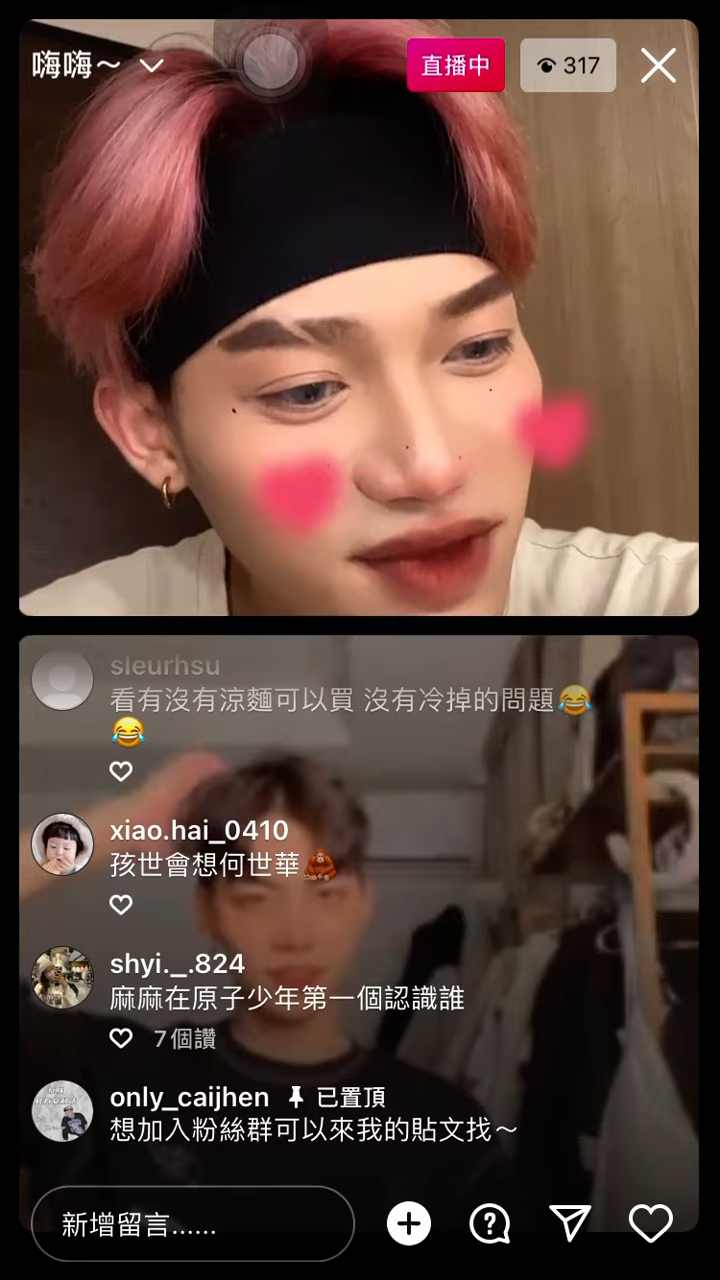 嗨嗨～
直播中
317
sleurhsu
看有沒有涼麵可以買 沒有冷掉的問題😂
😂
xiao.hai_0410
孩世會想何世華🦧
shyi._.824
麻麻在原子少年第一個認識誰
7 個讚
only_caijhen 已置頂
想加入粉絲群可以來我的貼文找～
新增留言......